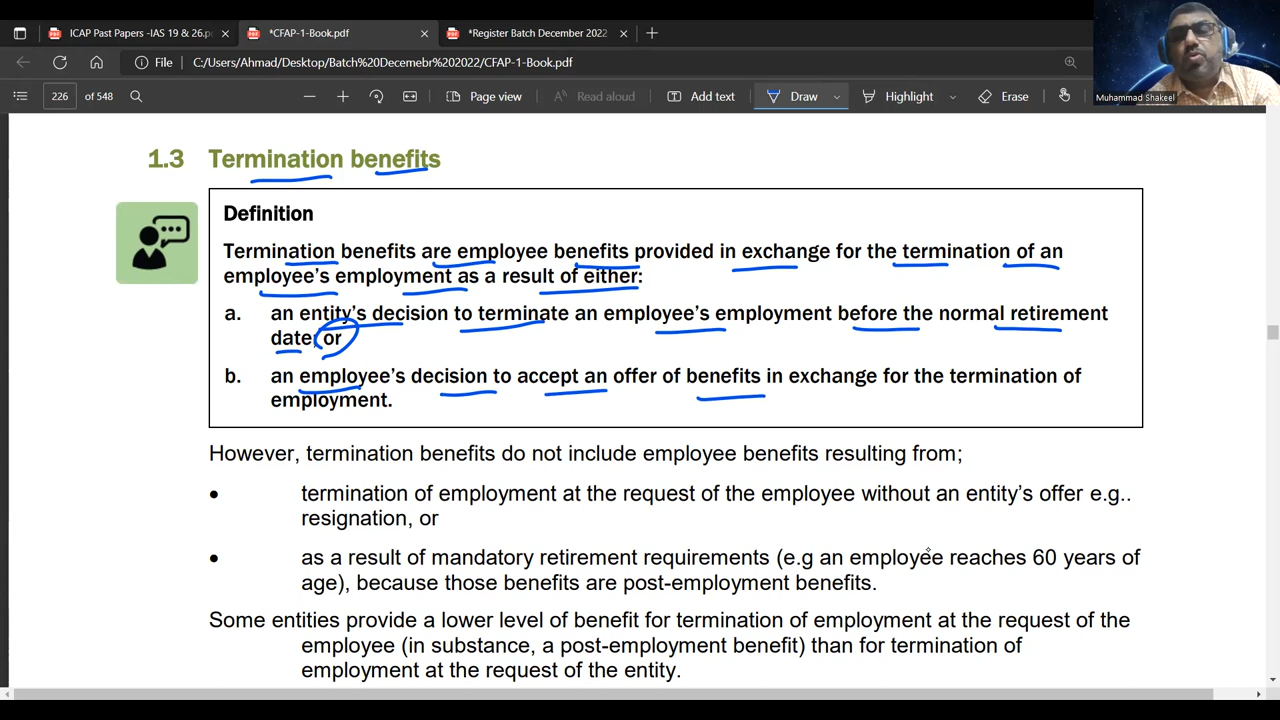 ICAP Past Papers -IAS 19 & 26.pdf
*CFAP-1-Book.pdf
*Register Batch December 2022
File
C:/Users/Ahmad/Desktop/Batch%20Decemebr%202022/CFAP-1-Book.pdf
226 of 548
Page view
Read aloud
Add text
Draw
Highlight
Erase
Muhammad Shakeel
1.3 Termination benefits
Definition
Termination benefits are employee benefits provided in exchange for the termination of an
employee's employment as a result of either:
a. an entity's decision to terminate an employee's employment before the normal retirement
date; or
b. an employee's decision to accept an offer of benefits in exchange for the termination of
employment.
However, termination benefits do not include employee benefits resulting from;
• termination of employment at the request of the employee without an entity's offer e.g..
resignation, or
• as a result of mandatory retirement requirements (e.g an employee reaches 60 years of
age), because those benefits are post-employment benefits.
Some entities provide a lower level of benefit for termination of employment at the request of the
employee (in substance, a post-employment benefit) than for termination of
employment at the request of the entity.